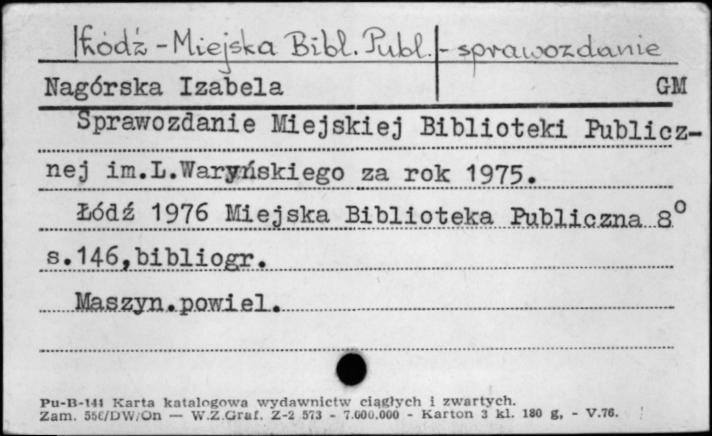 Łódź - Miejska Bibl. Publ. - sprawozdanie
Nagórska Izabela GM
Sprawozdanie Miejskiej Biblioteki Publicz-
nej im.L.Waryńskiego za rok 1975.
Łódź 1976 Miejska Biblioteka Publiczna 8°
s.146,bibliogr.
Maszyn.powiel.
Pu-B-141 Karta katalogowa wydawnictw ciągłych i zwartych.
Zam. 556/DW/On — W.Z.Graf. Z-2 573 - 7.000.000 - Karton 3 kl. 180 g, - V.76.